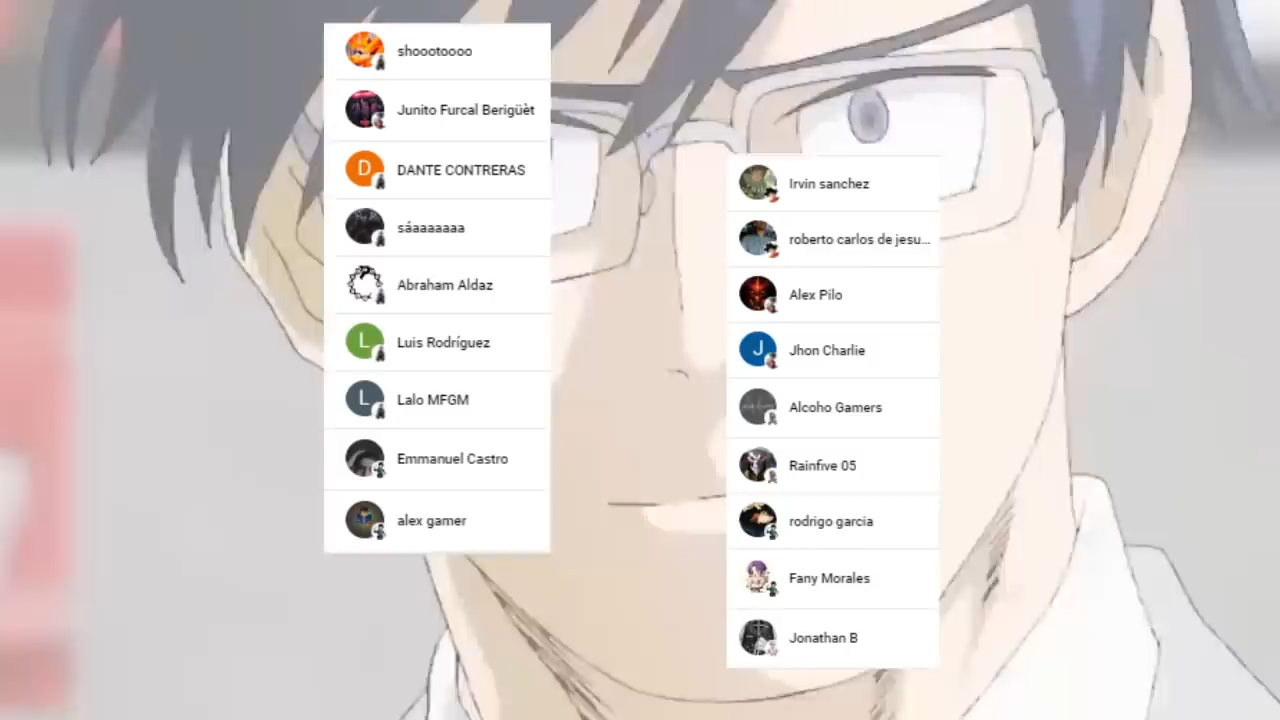 shoootoooo
Junito Furcal Berigüèt
D
DANTE CONTRERAS
sáaaaaaaa
Abraham Aldaz
L
Luis Rodríguez
L
Lalo MFGM
Emmanuel Castro
alex gamer
Irvin sanchez
roberto carlos de jesu...
Alex Pilo
J
Jhon Charlie
Alcoho Gamers
Rainfive 05
rodrigo garcia
Fany Morales
Jonathan B